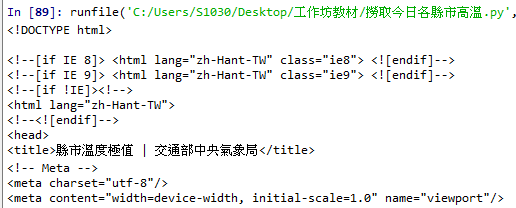 In [89]: runfile('C:/Users/S1030/Desktop/工作坊教材/撈取今日各縣市高溫.py',
<!DOCTYPE html>
<!--[if IE 8]> <html lang="zh-Hant-TW" class="ie8"> <![endif]-->
<!--[if IE 9]> <html lang="zh-Hant-TW" class="ie9"> <![endif]-->
<!--[if !IE]><!-->
<html lang="zh-Hant-TW">
<!--<![endif]-->
<head>
<title>縣市溫度極值 | 交通部中央氣象局</title>
<!-- Meta -->
<meta charset="utf-8"/>
<meta content="width=device-width, initial-scale=1.0" name="viewport"/>